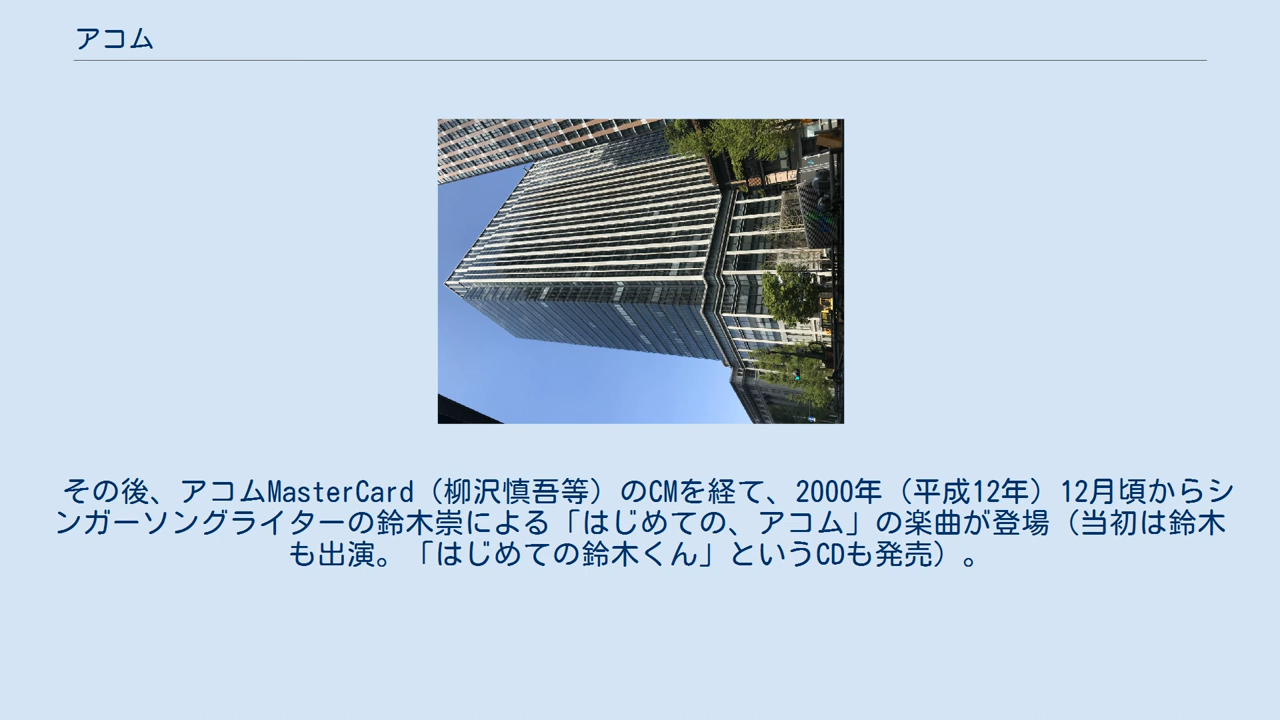 アコム
その後、アコムMasterCard（柳沢慎吾等）のCMを経て、2000年（平成12年）12月頃からシ
ンガーソングライターの鈴木崇による「はじめての、アコム」の楽曲が登場（当初は鈴木
も出演。「はじめての鈴木くん」というCDも発売）。